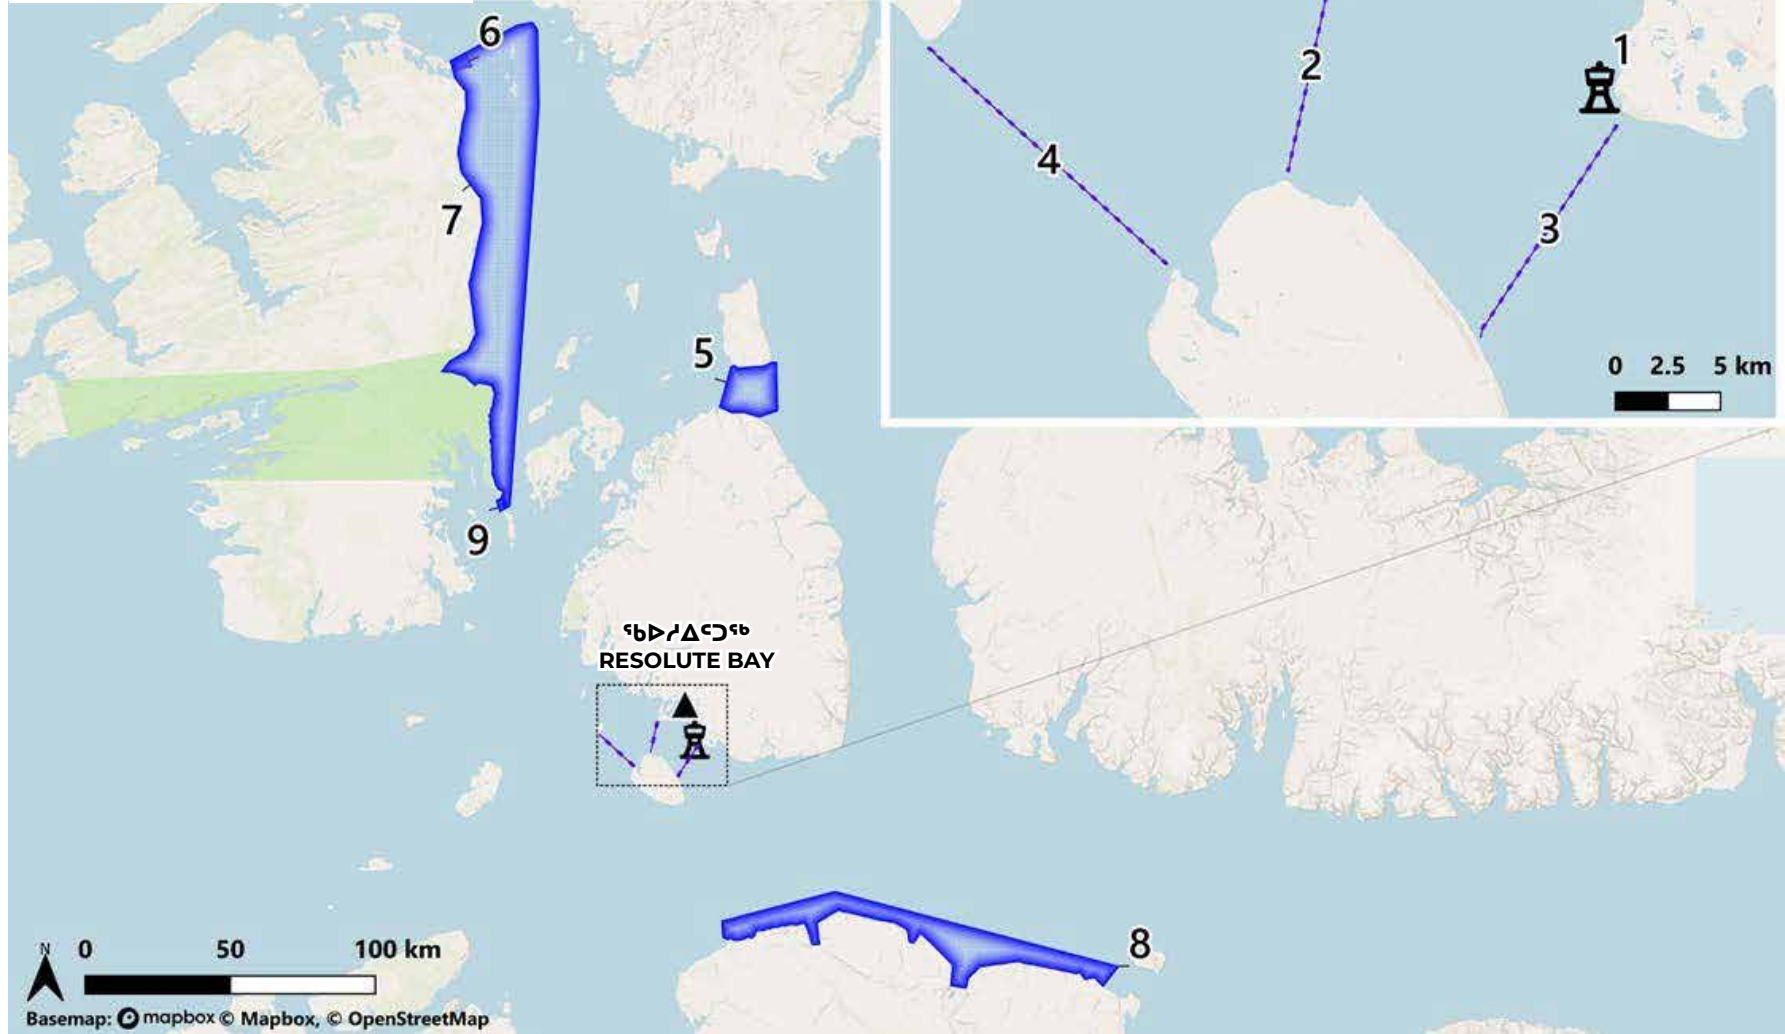 6
7
9
5
1
2
3
4
0 2.5 5 km
ᖃᐅᓱᐃᑦᑐᖅ
RESOLUTE BAY
8
N
0 50 100 km
Basemap: mapbox © Mapbox, © OpenStreetMap